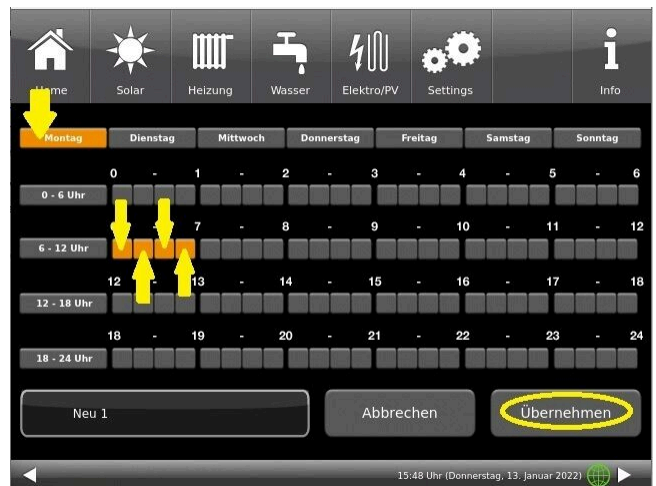 Home Solar Heizung Wasser Elektro/PV Settings Info
Montag Dienstag Mittwoch Donnerstag Freitag Samstag Sonntag
0 - 1 - 2 - 3 - 4 - 5 - 6
0 - 6 Uhr
7 - 8 - 9 - 10 - 11 - 12
6 - 12 Uhr
12 - 13 - 14 - 15 - 16 - 17 - 18
12 - 18 Uhr
18 - 19 - 20 - 21 - 22 - 23 - 24
18 - 24 Uhr
Neu 1 Abbrechen Übernehmen
15:48 Uhr (Donnerstag, 13. Januar 2022)